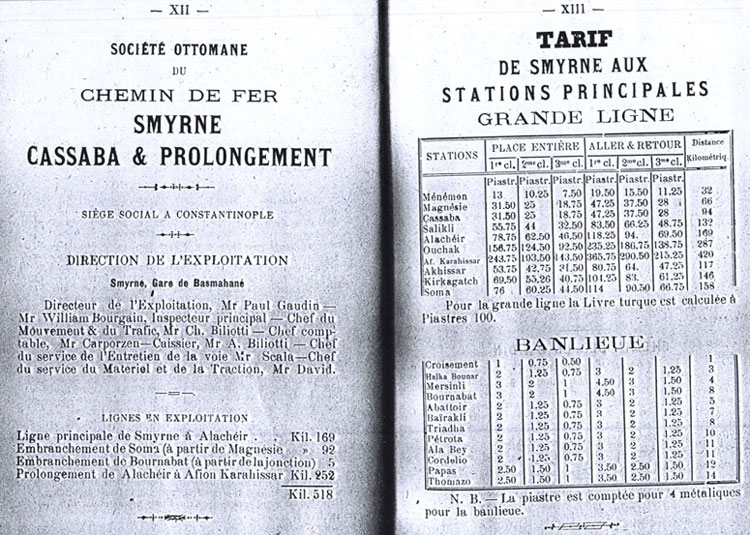 — XII —
SOCIÉTÉ OTTOMANE
DU
CHEMIN DE FER
SMYRNE
CASSABA & PROLONGEMENT
SIÈGE SOCIAL A CONSTANTINOPLE
DIRECTION DE L'EXPLOITATION
Smyrne, Gare de Basmahané
Directeur de l'Exploitation, Mr Paul Gaudin —
Mr William Bourgain, Inspecteur principal — Chef du
Mouvement & du Trafic, Mr Ch. Biliotti — Chef comp-
table, Mr Carporzen—Caissier, Mr A. Biliotti — Chef
du service de l'Entretien de la voie Mr Scala—Chef
du service du Matériel et de la Traction, Mr David.
LIGNES EN EXPLOITATION
Ligne principale de Smyrne à Alachéir . . Kil. 169
Embranchement de Soma (à partir de Magnésie » 92
Embranchement de Bournabat (à partir de la jonction) 5
Prolongement de Alachéir à Afion Karahissar Kil. 252
Kil. 518
— XIII —
TARIF
DE SMYRNE AUX
STATIONS PRINCIPALES
GRANDE LIGNE
STATIONS PLACE ENTIÈRE ALLER & RETOUR Distance Kilométriq.
1re cl. 2me cl. 3me cl. 1re cl. 2me cl. 3me cl.
Piastr. Piastr. Piastr. Piastr. Piastr. Piastr.
Ménémen 13 10.25 7.50 19.50 15.50 11.25 32
Magnésie 31.50 25 18.75 47.25 37.50 28 66
Cassaba 31.50 25 18.75 47.25 37.50 28 94
Salikli 55.75 44 32.50 83.50 66.25 48.75 132
Alachéir 78.75 62.50 46.50 118.25 94. 69.50 169
Ouchak 156.75 124.50 92.50 235.25 186.75 138.75 287
Af. Karahissar 243.75 193.50 143.50 365.75 290.50 215.25 420
Akhissar 53.75 42.75 31.50 80.75 64. 47.25 117
Kirkagatch 69.50 55.25 40.75 104.25 83. 61.25 146
Soma 76 60.25 44.50 114 90.50 66.75 158
Pour la grande ligne la Livre turque est calculée à
Piastres 100.
BANLIEUE
Croisement 1 0.75 0.50 1
Halka Bounar 2 1.25 0.75 3 2 1.25 3
Mersinli 3 2 1 4.50 3 1.50 4
Bournabat 3 2 1 4.50 3 1.50 8
Abattoir 2 1.25 0.75 3 2 1.25 5
Baïrakli 2 1.25 0.75 3 2 1.25 7
Triadha 2 1.25 0.75 3 2 1.25 8
Pétrota 2 1.25 0.75 3 2 1.25 10
Ala Bey 2 1.25 0.75 3 2 1.25 11
Cordelio 2 1.25 0.75 3 2 1.25 11
Papas 2.50 1.50 1 3.50 2.50 1.50 12
Thomazo 2.50 1.50 1 3.50 2.50 1.50 14
N. B. — La piastre est comptée pour 4 métaliques
pour la banlieue.